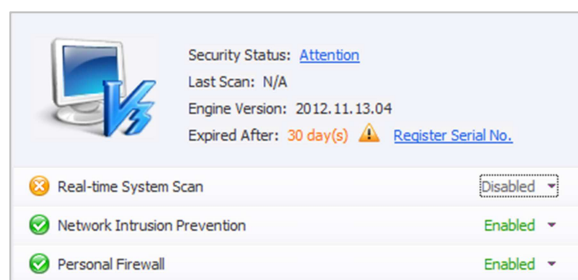 V3
Security Status: Attention
Last Scan: N/A
Engine Version: 2012.11.13.04
Expired After: 30 day(s) Register Serial No.
Real-time System Scan Disabled
Network Intrusion Prevention Enabled
Personal Firewall Enabled